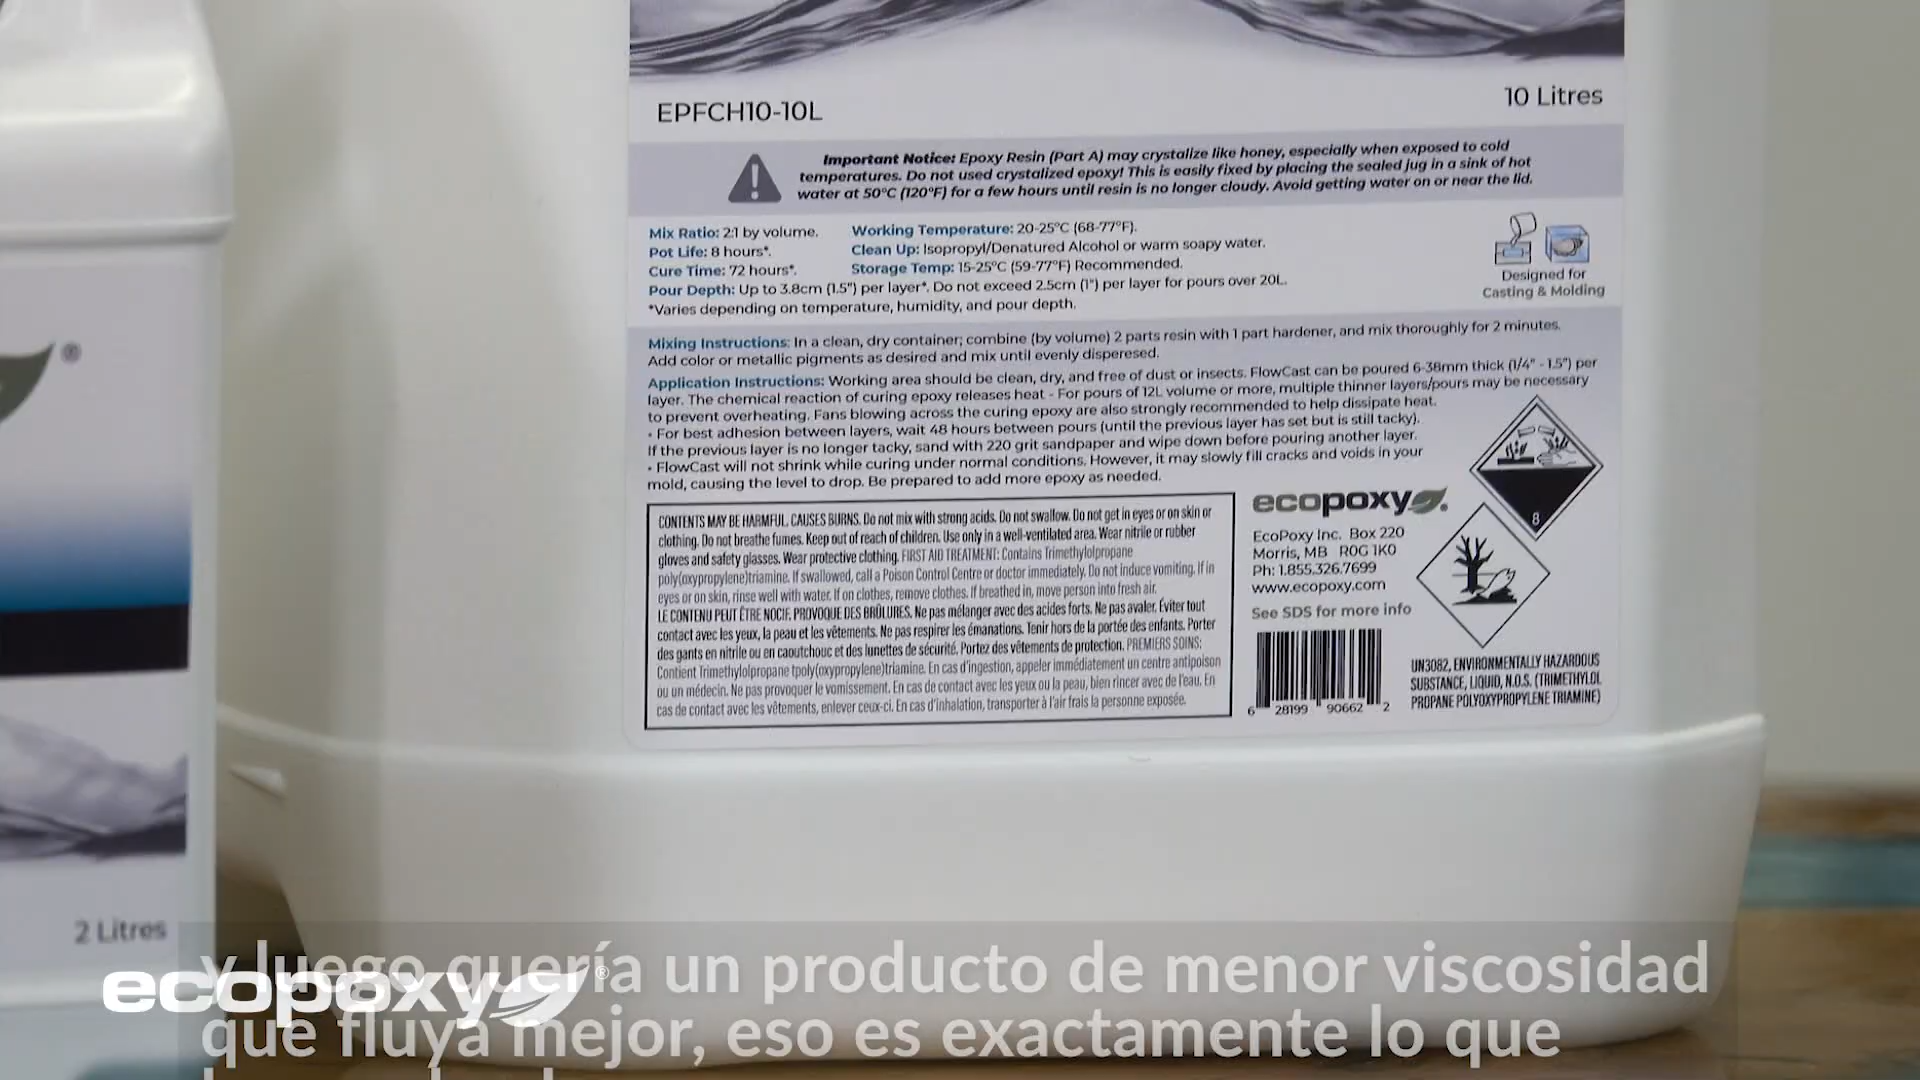 EPFCH10-10L
10 Litres
Important Notice: Epoxy Resin (Part A) may crystalize like honey, especially when exposed to cold
temperatures. Do not used crystalized epoxy! This is easily fixed by placing the sealed jug in a sink of hot
water at 50°C (120°F) for a few hours until resin is no longer cloudy. Avoid getting water on or near the lid.
Mix Ratio: 2:1 by volume.
Pot Life: 8 hours*.
Cure Time: 72 hours*.
Working Temperature: 20-25°C (68-77°F).
Clean Up: Isopropyl/Denatured Alcohol or warm soapy water.
Storage Temp: 15-25°C (59-77°F) Recommended.
Pour Depth: Up to 3.8cm (1.5") per layer*. Do not exceed 2.5cm (1") per layer for pours over 20L.
*Varies depending on temperature, humidity, and pour depth.
Designed for
Casting & Molding
Mixing Instructions: In a clean, dry container; combine (by volume) 2 parts resin with 1 part hardener, and mix thoroughly for 2 minutes.
Add color or metallic pigments as desired and mix until evenly disperesed.
Application Instructions: Working area should be clean, dry, and free of dust or insects. FlowCast can be poured 6-38mm thick (1/4" - 1.5") per
layer. The chemical reaction of curing epoxy releases heat - For pours of 12L volume or more, multiple thinner layers/pours may be necessary
to prevent overheating. Fans blowing across the curing epoxy are also strongly recommended to help dissipate heat.
• For best adhesion between layers, wait 48 hours between pours (until the previous layer has set but is still tacky).
If the previous layer is no longer tacky, sand with 220 grit sandpaper and wipe down before pouring another layer.
• FlowCast will not shrink while curing under normal conditions. However, it may slowly fill cracks and voids in your
mold, causing the level to drop. Be prepared to add more epoxy as needed.
CONTENTS MAY BE HARMFUL. CAUSES BURNS. Do not mix with strong acids. Do not swallow. Do not get in eyes or on skin or
clothing. Do not breathe fumes. Keep out of reach of children. Use only in a well-ventilated area. Wear nitrile or rubber
gloves and safety glasses. Wear protective clothing. FIRST AID TREATMENT: Contains Trimethylolpropane
poly(oxypropylene)triamine. If swallowed, call a Poison Control Centre or doctor immediately. Do not induce vomiting. If in
eyes or on skin, rinse well with water. If on clothes, remove clothes. If breathed in, move person into fresh air.
LE CONTENU PEUT ÊTRE NOCIF. PROVOQUE DES BRÛLURES. Ne pas mélanger avec des acides forts. Ne pas avaler. Éviter tout
contact avec les yeux, la peau et les vêtements. Ne pas respirer les émanations. Tenir hors de la portée des enfants. Porter
des gants en nitrile ou en caoutchouc et des lunettes de sécurité. Portez des vêtements de protection. PREMIERS SOINS:
Contient Trimethylolpropane tpoly(oxypropylene)triamine. En cas d'ingestion, appeler immédiatement un centre antipoison
ou un médecin. Ne pas provoquer le vomissement. En cas de contact avec les yeux ou la peau, bien rincer avec de l'eau. En
cas de contact avec les vêtements, enlever ceux-ci. En cas d'inhalation, transporter à l'air frais la personne exposée.
ecopoxy®
EcoPoxy Inc. Box 220
Morris, MB R0G 1K0
Ph: 1.855.326.7699
www.ecopoxy.com
See SDS for more info
8
6 28199 90662 2
UN3082, ENVIRONMENTALLY HAZARDOUS
SUBSTANCE, LIQUID, N.O.S. (TRIMETHYLOL
PROPANE POLYOXYPROPYLENE TRIAMINE)
®
2 Litres
ecopoxy®
y luego quería un producto de menor viscosidad
que fluya mejor, eso es exactamente lo que